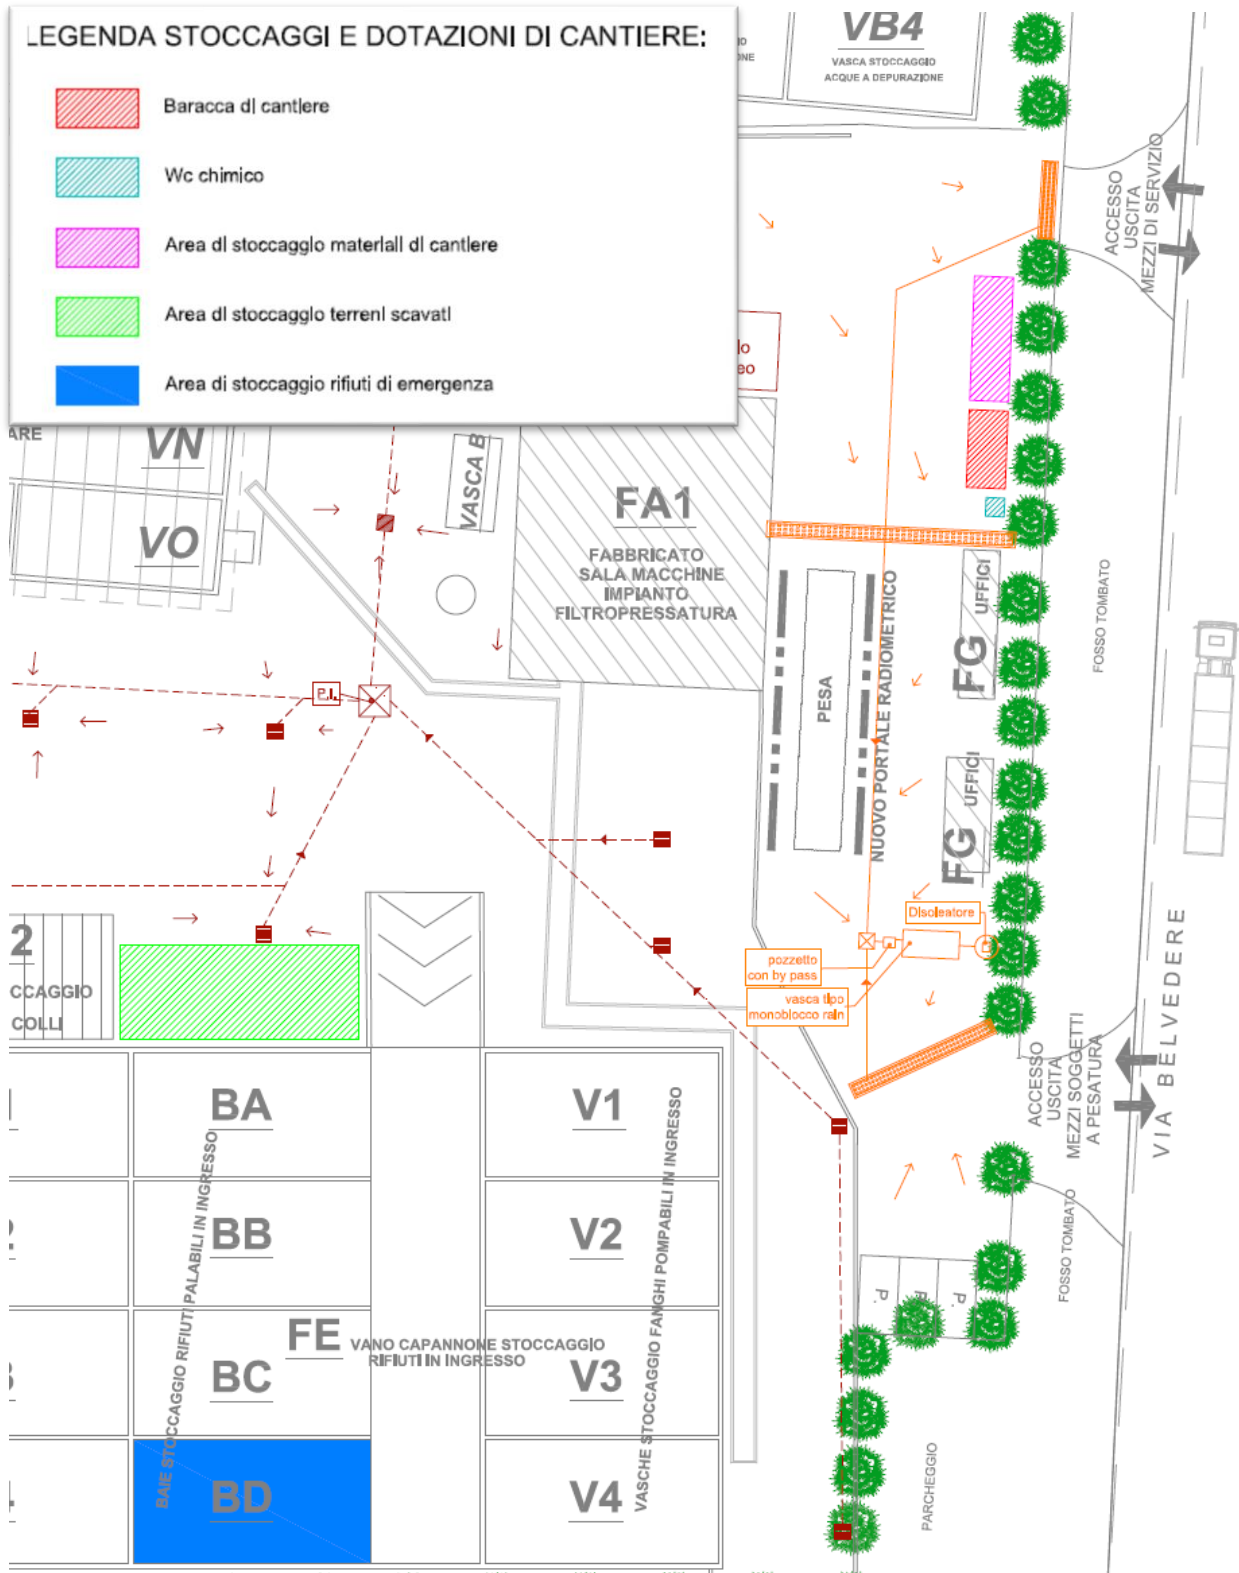 LEGENDA STOCCAGGI E DOTAZIONI DI CANTIERE:
Baracca di cantiere
Wc chimico
Area di stoccaggio materiali di cantiere
Area di stoccaggio terreni scavati
Area di stoccaggio rifiuti di emergenza
VB4
VASCA STOCCAGGIO
ACQUE A DEPURAZIONE
ACCESSO
USCITA
MEZZI DI SERVIZIO
lo
eo
ARE
VN
VO
VASCA B
FA1
FABBRICATO
SALA MACCHINE
IMPIANTO
FILTROPRESSATURA
PESA
NUOVO PORTALE RADIOMETRICO
FG
UFFICI
FG
UFFICI
FOSSO TOMBATO
P.I.
Disoleatore
pozzetto
con by pass
vasca tipo
monoblocco rain
2
CCAGGIO
COLLI
ACCESSO
USCITA
MEZZI SOGGETTI
A PESATURA
VIA BELVEDERE
BA
V1
BB
V2
FE
VANO CAPANNONE STOCCAGGIO
RIFIUTI IN INGRESSO
BC
V3
BD
V4
BAIE STOCCAGGIO RIFIUTI PALABILI IN INGRESSO
VASCHE STOCCAGGIO FANGHI POMPABILI IN INGRESSO
FOSSO TOMBATO
P.
P.
P.
PARCHEGGIO